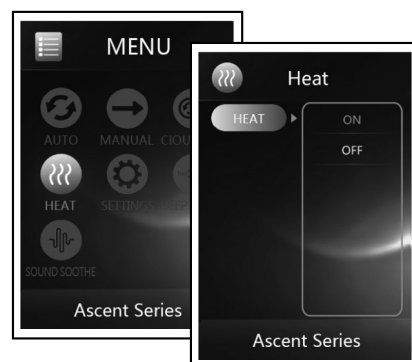 MENU
AUTO MANUAL
HEAT SETTINGS
SOUND SOOTHE
Ascent Series
Heat
HEAT ON
OFF
Ascent Series